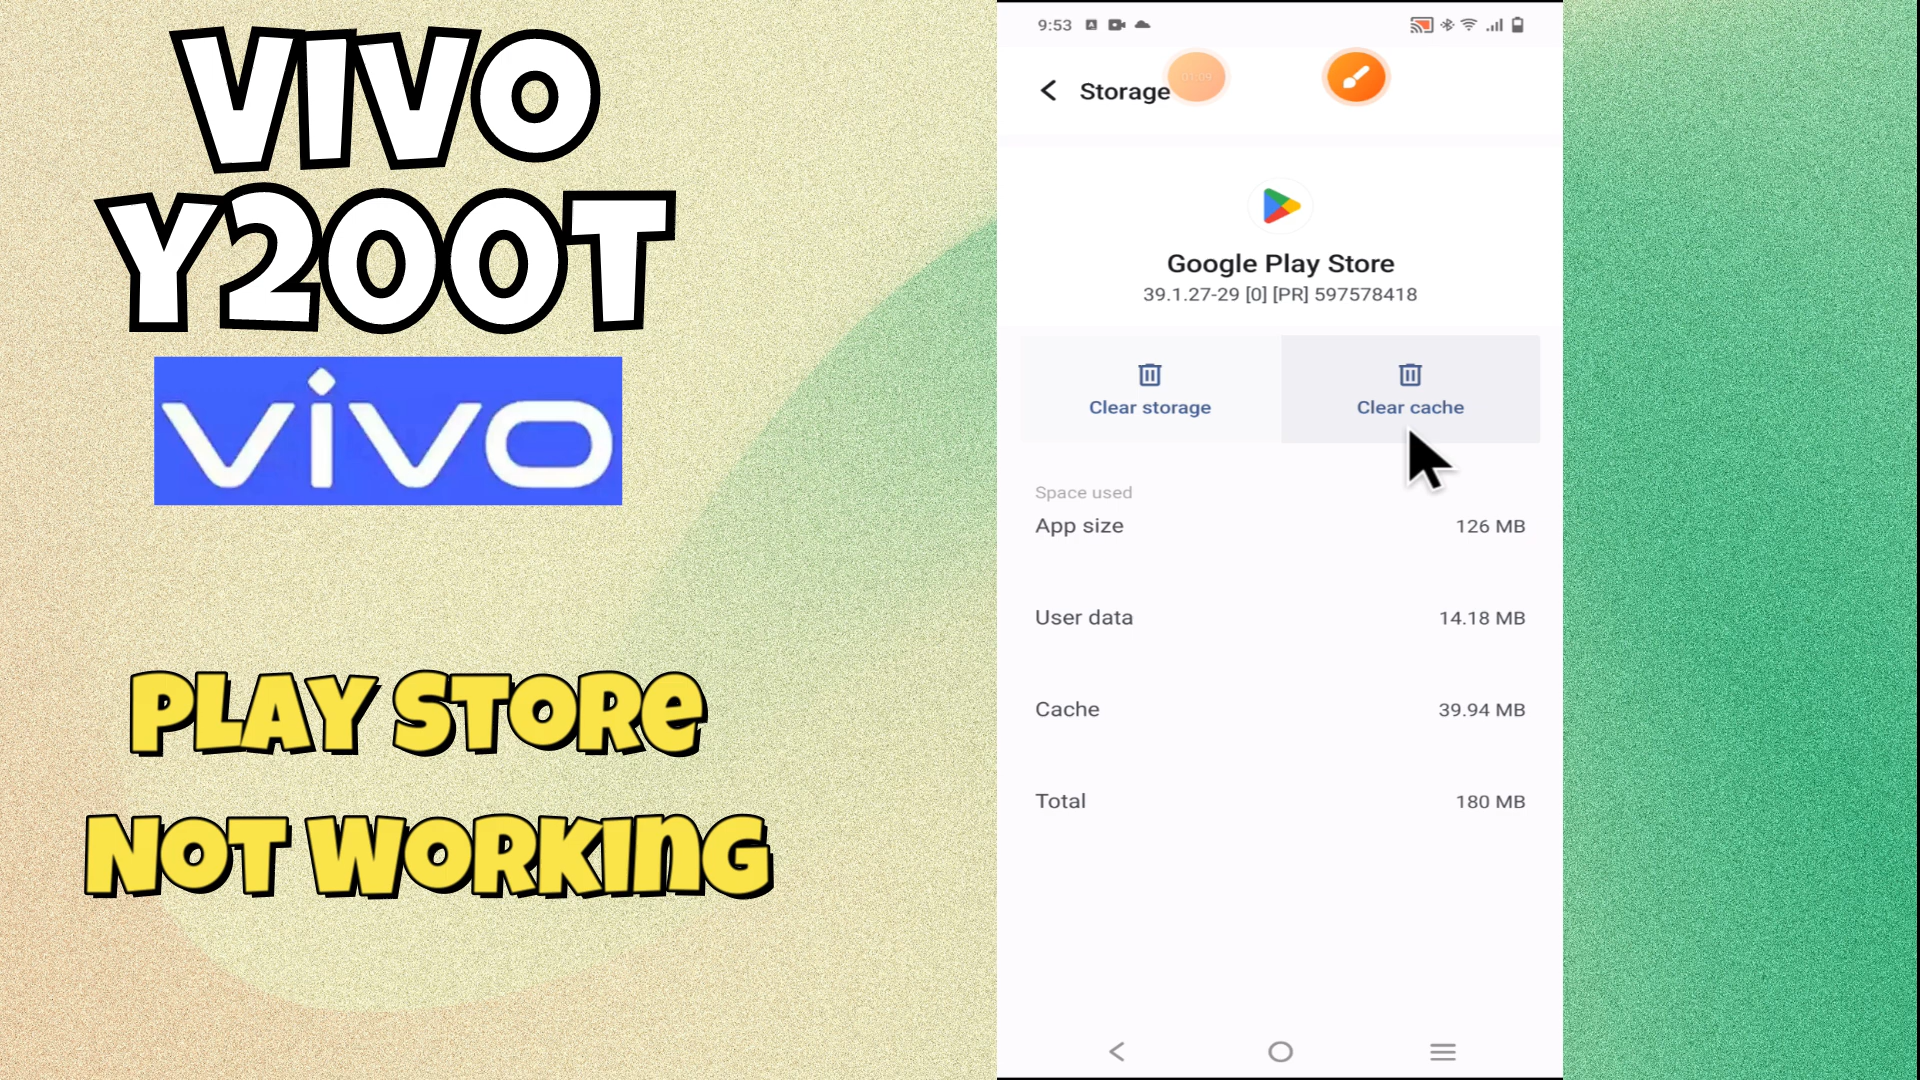 VIVO
Y200T
vivo
PLAY STORE
NOT WORKING
9:53
Storage
01:09
Google Play Store
39.1.27-29 [0] [PR] 597578418
Clear storage
Clear cache
Space used
App size 126 MB
User data 14.18 MB
Cache 39.94 MB
Total 180 MB